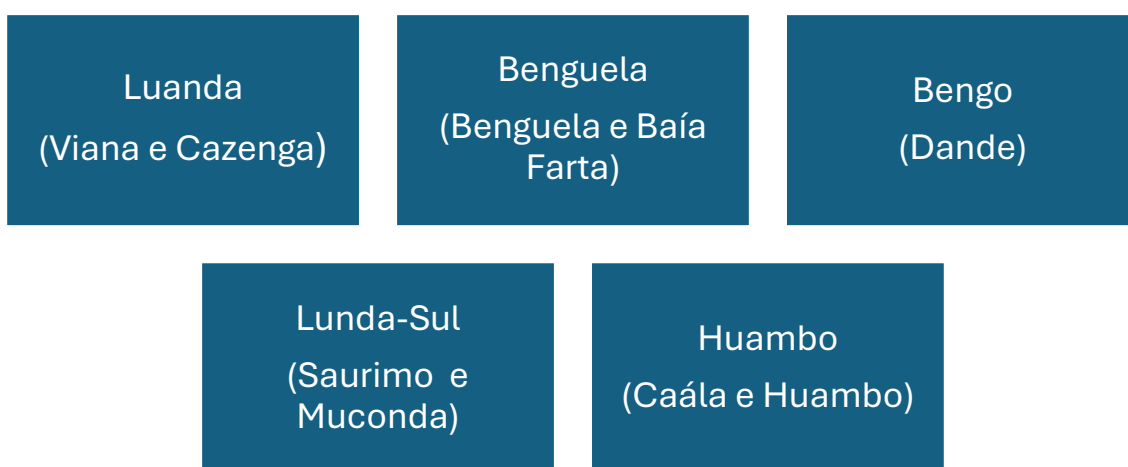 Luanda
(Viana e Cazenga)
Benguela
(Benguela e Baía
Farta)
Bengo
(Dande)
Lunda-Sul
(Saurimo e
Muconda)
Huambo
(Caála e Huambo)